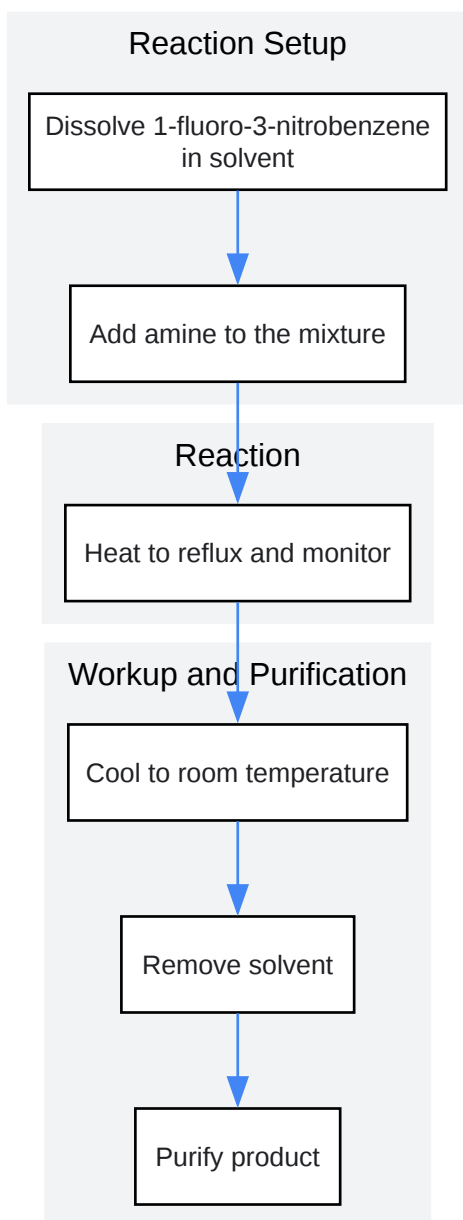 Reaction Setup
Dissolve 1-fluoro-3-nitrobenzene
in solvent
Add amine to the mixture
Reaction
Heat to reflux and monitor
Workup and Purification
Cool to room temperature
Remove solvent
Purify product